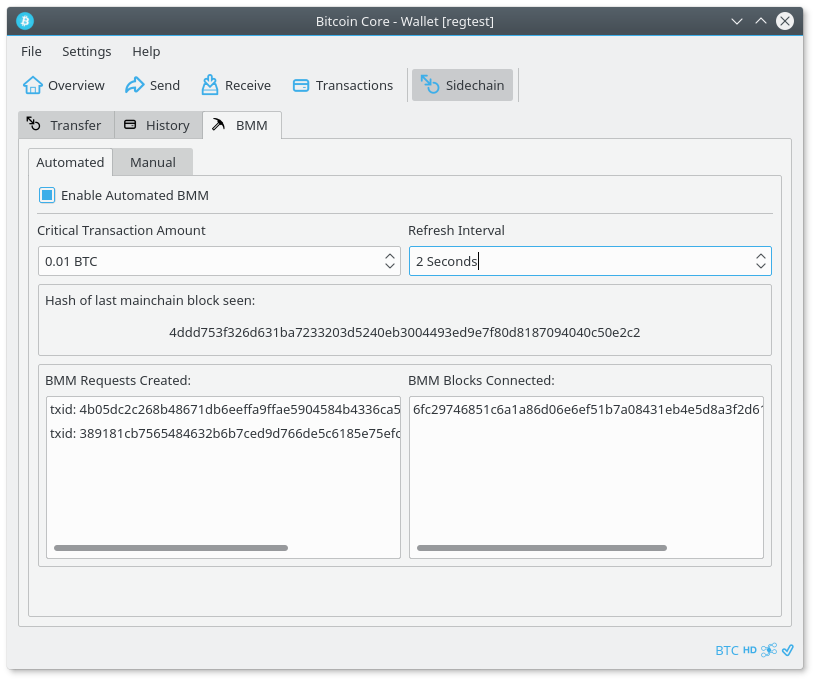 Bitcoin Core - Wallet [regtest]
File Settings Help
Overview Send Receive Transactions Sidechain
Transfer History BMM
Automated Manual
Enable Automated BMM
Critical Transaction Amount Refresh Interval
0.01 BTC 2 Seconds
Hash of last mainchain block seen:
4ddd753f326d631ba7233203d5240eb3004493ed9e7f80d8187094040c50e2c2
BMM Requests Created: BMM Blocks Connected:
txid: 4b05dc2c268b48671db6eeffa9ffae5904584b4336ca5 6fc29746851c6a1a86d06e6ef51b7a08431eb4e5d8a3f2d61
txid: 389181cb7565484632b6b7ced9d766de5c6185e75efc
BTC HD